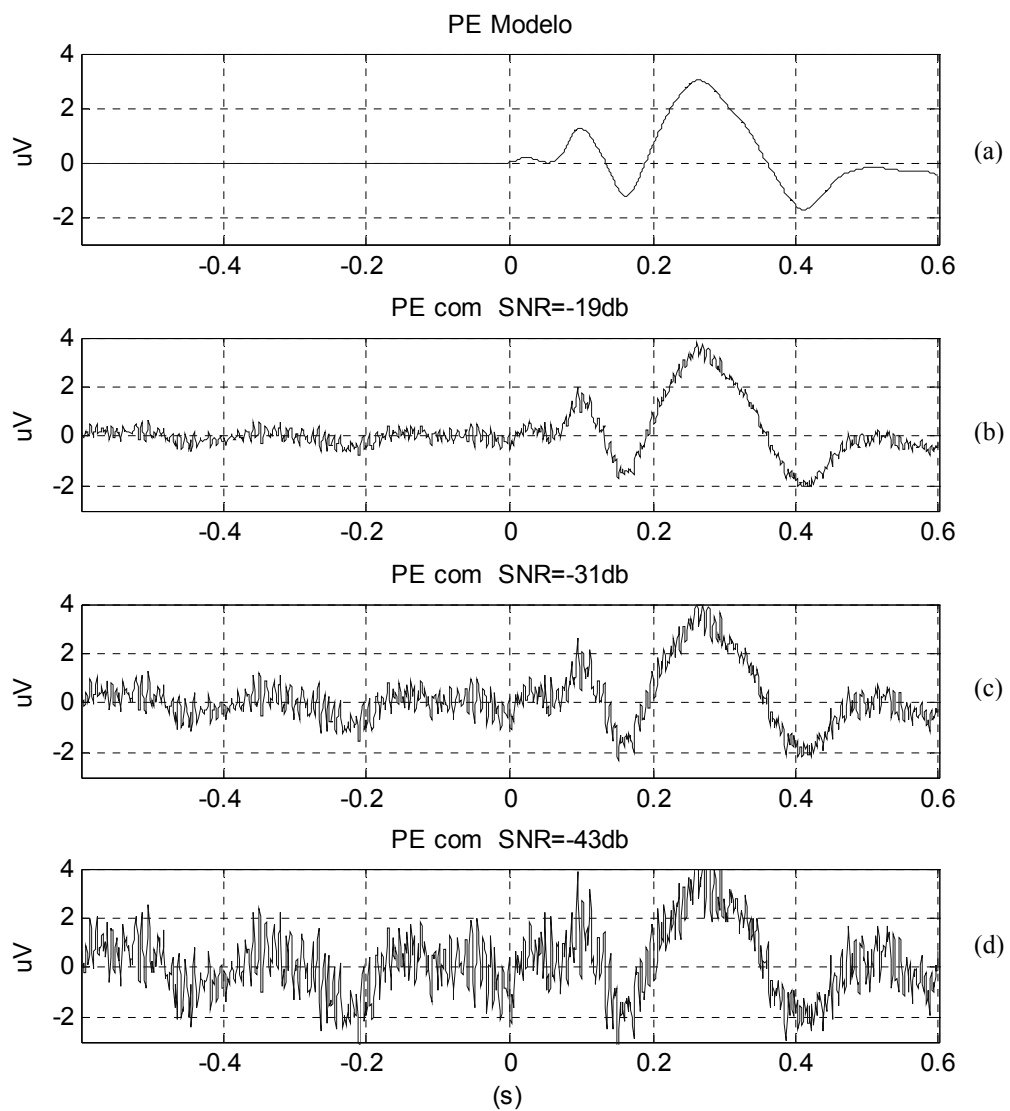 PE Modelo
4
2
0
-2
uV
-0.4 -0.2 0 0.2 0.4 0.6
(a)
PE com SNR=-19db
4
2
0
-2
uV
-0.4 -0.2 0 0.2 0.4 0.6
(b)
PE com SNR=-31db
4
2
0
-2
uV
-0.4 -0.2 0 0.2 0.4 0.6
(c)
PE com SNR=-43db
4
2
0
-2
uV
-0.4 -0.2 0 0.2 0.4 0.6
(d)
(s)